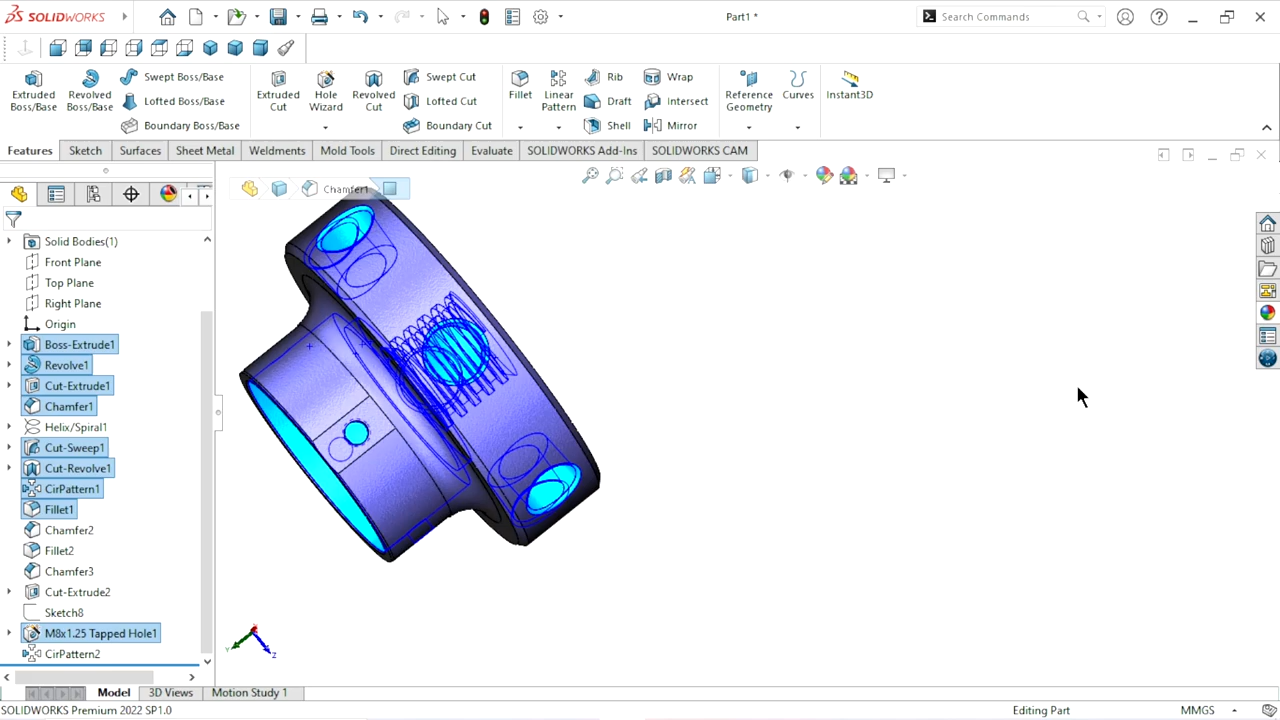 SOLIDWORKS
Part1 *
Search Commands
Extruded Boss/Base
Revolved Boss/Base
Swept Boss/Base
Lofted Boss/Base
Boundary Boss/Base
Extruded Cut
Hole Wizard
Revolved Cut
Swept Cut
Lofted Cut
Boundary Cut
Fillet
Linear Pattern
Rib
Draft
Shell
Wrap
Intersect
Mirror
Reference Geometry
Curves
Instant3D
Features Sketch Surfaces Sheet Metal Weldments Mold Tools Direct Editing Evaluate SOLIDWORKS Add-Ins SOLIDWORKS CAM
Chamfer1
Solid Bodies(1)
Front Plane
Top Plane
Right Plane
Origin
Boss-Extrude1
Revolve1
Cut-Extrude1
Chamfer1
Helix/Spiral1
Cut-Sweep1
Cut-Revolve1
CirPattern1
Fillet1
Chamfer2
Fillet2
Chamfer3
Cut-Extrude2
Sketch8
M8x1.25 Tapped Hole1
CirPattern2
Y
Z
Model 3D Views Motion Study 1
SOLIDWORKS Premium 2022 SP1.0
Editing Part
MMGS